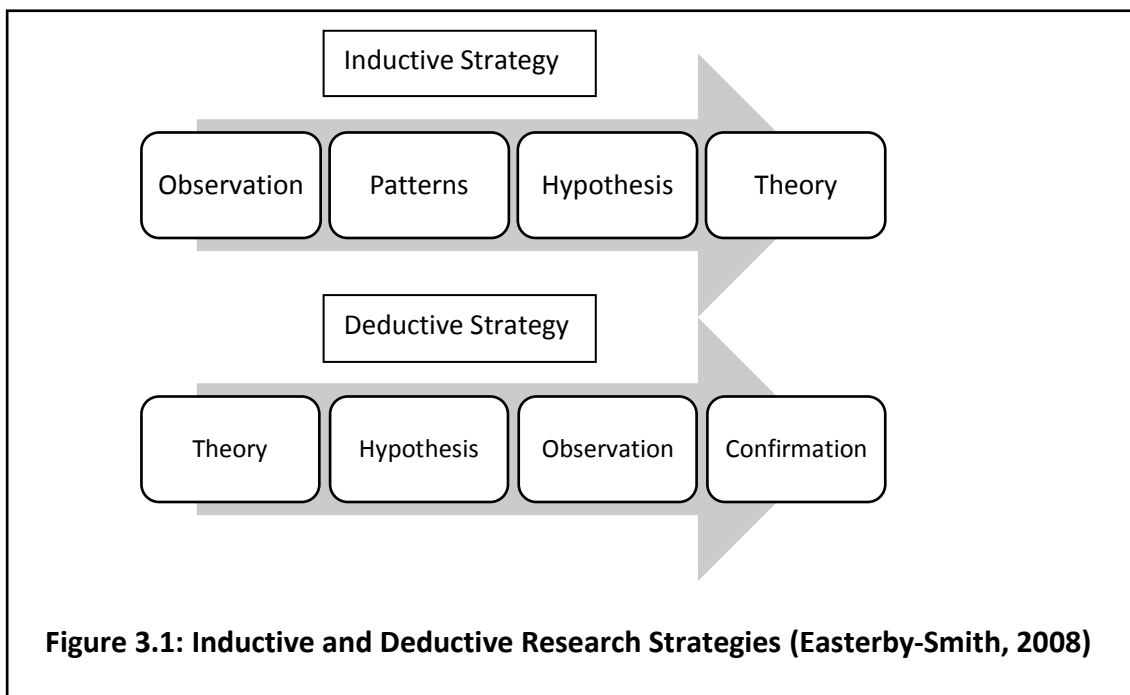 Inductive Strategy
Observation Patterns Hypothesis Theory
Deductive Strategy
Theory Hypothesis Observation Confirmation
Figure 3.1: Inductive and Deductive Research Strategies (Easterby-Smith, 2008)